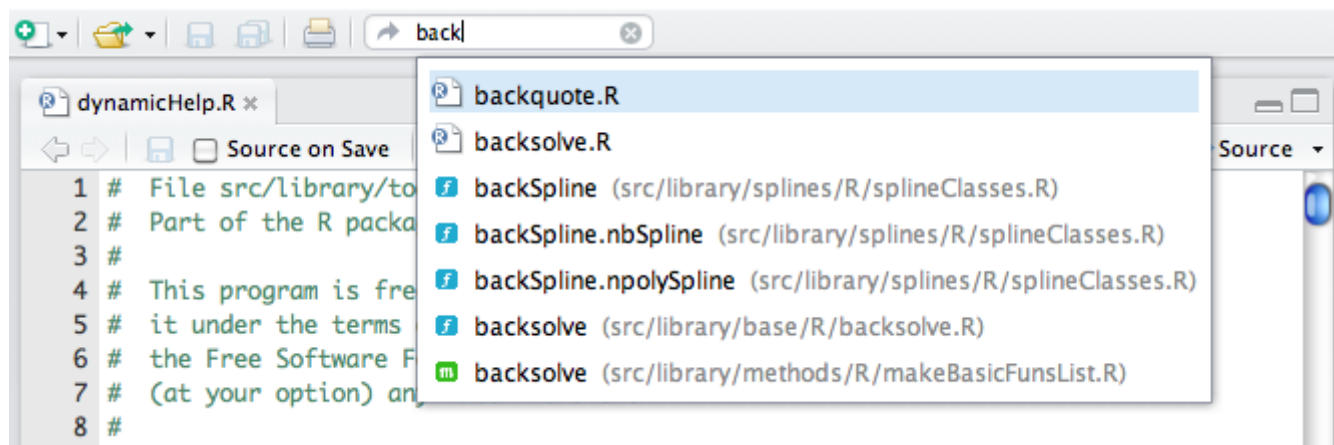 back
dynamicHelp.R
Source on Save
Source
backquote.R
backsolve.R
backSpline (src/library/splines/R/splineClasses.R)
backSpline.nbSpline (src/library/splines/R/splineClasses.R)
backSpline.npolySpline (src/library/splines/R/splineClasses.R)
backsolve (src/library/base/R/backsolve.R)
backsolve (src/library/methods/R/makeBasicFunsList.R)
1 # File src/library/to
2 # Part of the R packa
3 #
4 # This program is fre
5 # it under the terms
6 # the Free Software F
7 # (at your option) an
8 #